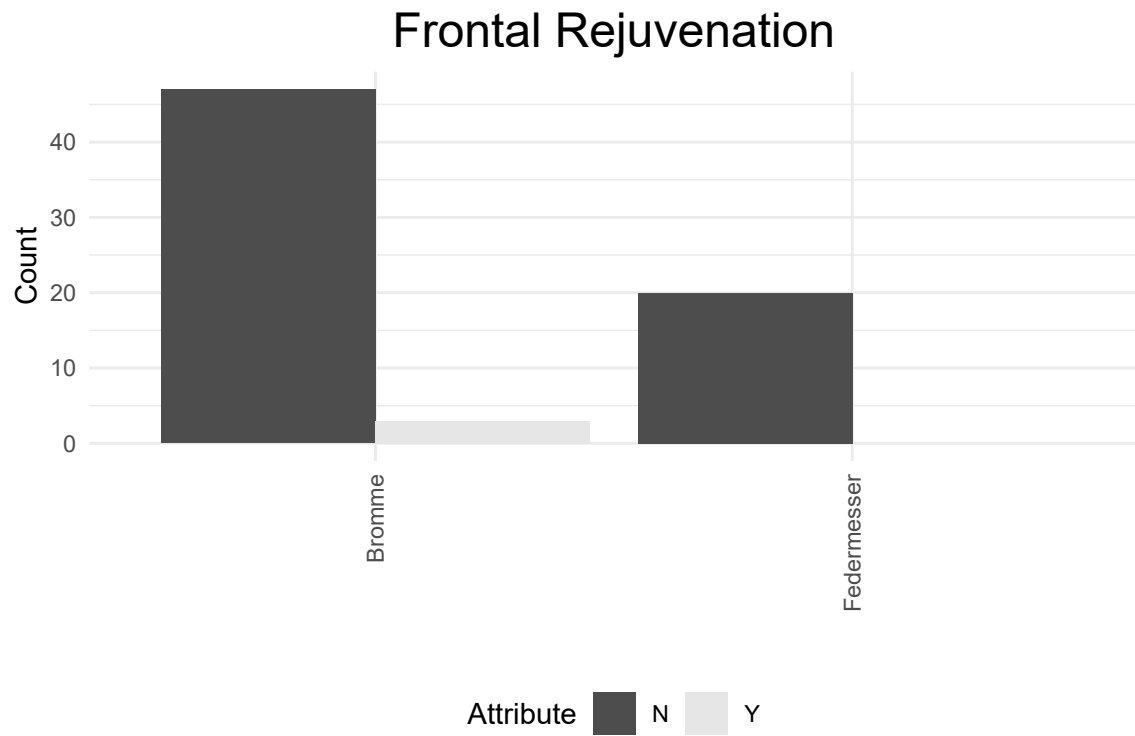 Frontal Rejuvenation
Count
40
30
20
10
0
Bromme
Federmesser
Attribute N Y